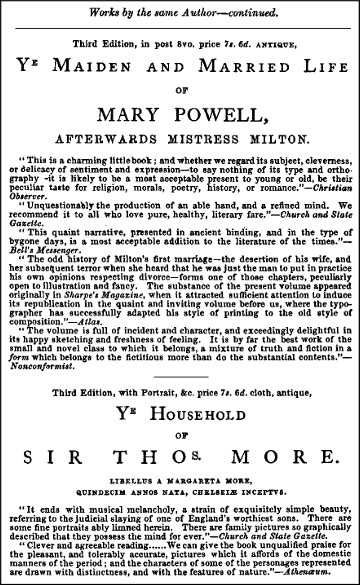 Works by the same Author—continued.
Third Edition, in post 8vo. price 7s. 6d. ANTIQUE,
YE MAIDEN AND MARRIED LIFE
OF
MARY POWELL,
AFTERWARDS MISTRESS MILTON.
"This is a charming little book; and whether we regard its subject, cleverness,
or delicacy of sentiment and expression—to say nothing of its type and ortho-
graphy—it is likely to be a most acceptable present to young or old, be their
peculiar taste for religion, morals, poetry, history, or romance."—Christian
Observer.
"Unquestionably the production of an able hand, and a refined mind. We
recommend it to all who love pure, healthy, literary fare."—Church and State
Gazette.
"This quaint narrative, presented in ancient binding, and in the type of
bygone days, is a most acceptable addition to the literature of the times."—
Bell's Messenger.
"The odd history of Milton's first marriage—the desertion of his wife, and
her subsequent terror when she heard that he was just the man to put in practice
his own opinions respecting divorce—forms one of those chapters, peculiarly
open to illustration and fancy. The substance of the present volume appeared
originally in Sharpe's Magazine, when it attracted sufficient attention to induce
its republication in the quaint and inviting volume before us, where the typo-
grapher has successfully adapted his style of printing to the old style of
composition."—Atlas.
"The volume is full of incident and character, and exceedingly delightful in
its happy sketching and freshness of feeling. It is by far the best work of the
small and novel class to which it belongs, a mixture of truth and fiction in a
form which belongs to the fictitious more than do the substantial contents."—
Nonconformist.
Third Edition, with Portrait, &c. price 7s. 6d. cloth, antique,
YE HOUSEHOLD
OF
SIR THOS. MORE.
LIBELLUS A MARGARETA MORE,
QUINDECIM ANNOS NATA, CHELSEIÆ INCEPTVS.
"It ends with musical melancholy, a strain of exquisitely simple beauty,
referring to the judicial slaying of one of England's worthiest sons. There are
some fine portraits ably limned herein. There are family pictures so graphically
described that they possess the mind for ever."—Church and State Gazette.
"Clever and agreeable reading......We can give the book unqualified praise for
the pleasant, and tolerably accurate, pictures which it affords of the domestic
manners of the period; and the characters of some of the personages represented
are drawn with distinctness, and with the features of nature."—Athenæum.